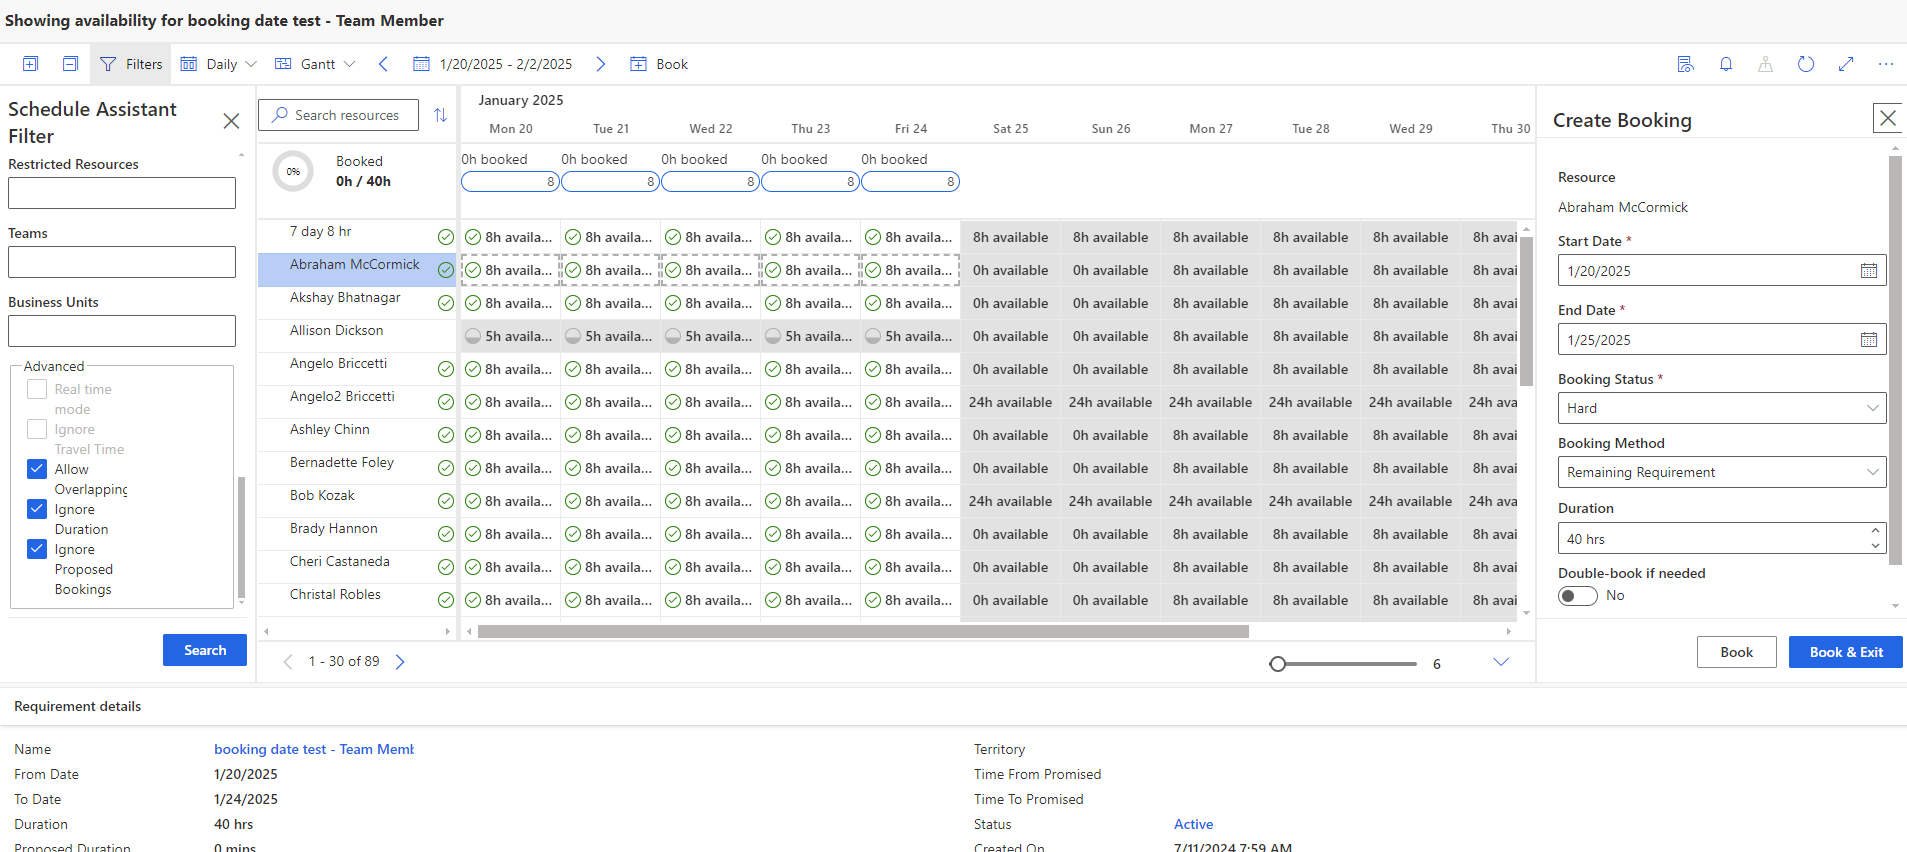 Showing availability for booking date test - Team Member
Filters Daily Gantt 1/20/2025 - 2/2/2025 Book
Schedule Assistant
Filter
Restricted Resources
Teams
Business Units
Advanced
Real time
mode
Ignore
Travel Time
Allow
Overlapping
Ignore
Duration
Ignore
Proposed
Bookings
Search
Search resources
January 2025
Mon 20 Tue 21 Wed 22 Thu 23 Fri 24 Sat 25 Sun 26 Mon 27 Tue 28 Wed 29 Thu 30
0%
Booked
0h / 40h
0h booked 0h booked 0h booked 0h booked 0h booked
8 8 8 8 8
7 day 8 hr 8h availa... 8h availa... 8h availa... 8h availa... 8h availa... 8h available 8h available 8h available 8h available 8h available 8h avai
Abraham McCormick 8h availa... 8h availa... 8h availa... 8h availa... 8h availa... 0h available 0h available 8h available 8h available 8h available 8h avai
Akshay Bhatnagar 8h availa... 8h availa... 8h availa... 8h availa... 8h availa... 0h available 0h available 8h available 8h available 8h available 8h avai
Allison Dickson 5h availa... 5h availa... 5h availa... 5h availa... 5h availa... 0h available 0h available 8h available 8h available 8h available 8h avai
Angelo Briccetti 8h availa... 8h availa... 8h availa... 8h availa... 8h availa... 0h available 0h available 8h available 8h available 8h available 8h avai
Angelo2 Briccetti 8h availa... 8h availa... 8h availa... 8h availa... 8h availa... 24h available 24h available 24h available 24h available 24h available 24h ava
Ashley Chinn 8h availa... 8h availa... 8h availa... 8h availa... 8h availa... 0h available 0h available 8h available 8h available 8h available 8h avai
Bernadette Foley 8h availa... 8h availa... 8h availa... 8h availa... 8h availa... 0h available 0h available 8h available 8h available 8h available 8h avai
Bob Kozak 8h availa... 8h availa... 8h availa... 8h availa... 8h availa... 24h available 24h available 24h available 24h available 24h available 24h ava
Brady Hannon 8h availa... 8h availa... 8h availa... 8h availa... 8h availa... 0h available 0h available 8h available 8h available 8h available 8h avai
Cheri Castaneda 8h availa... 8h availa... 8h availa... 8h availa... 8h availa... 0h available 0h available 8h available 8h available 8h available 8h avai
Christal Robles 8h availa... 8h availa... 8h availa... 8h availa... 8h availa... 0h available 0h available 8h available 8h available 8h available 8h avai
1 - 30 of 89
6
Create Booking
Resource
Abraham McCormick
Start Date *
1/20/2025
End Date *
1/25/2025
Booking Status *
Hard
Booking Method
Remaining Requirement
Duration
40 hrs
Double-book if needed
No
Book Book & Exit
Requirement details
Name booking date test - Team Memb
From Date 1/20/2025
To Date 1/24/2025
Duration 40 hrs
Proposed Duration 0 mins
Territory
Time From Promised
Time To Promised
Status Active
Created On 7/11/2024 7:59 AM